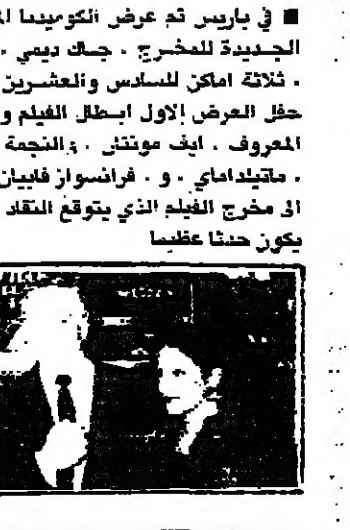 ■ في باريس تم عرض الكوميديا
الجديدة للمخرج . جاك ديمي .
. ثلاثة اماكن للسادس والعشرين
حفل العرض الاول ابطال الفيلم و
المعروف . ايف مونتان . والنجمة
. ماتيلداماي . و . فرانسواز فابيان
الى مخرج الفيلم الذي يتوقع النقاد
يكون حدثا عظيما